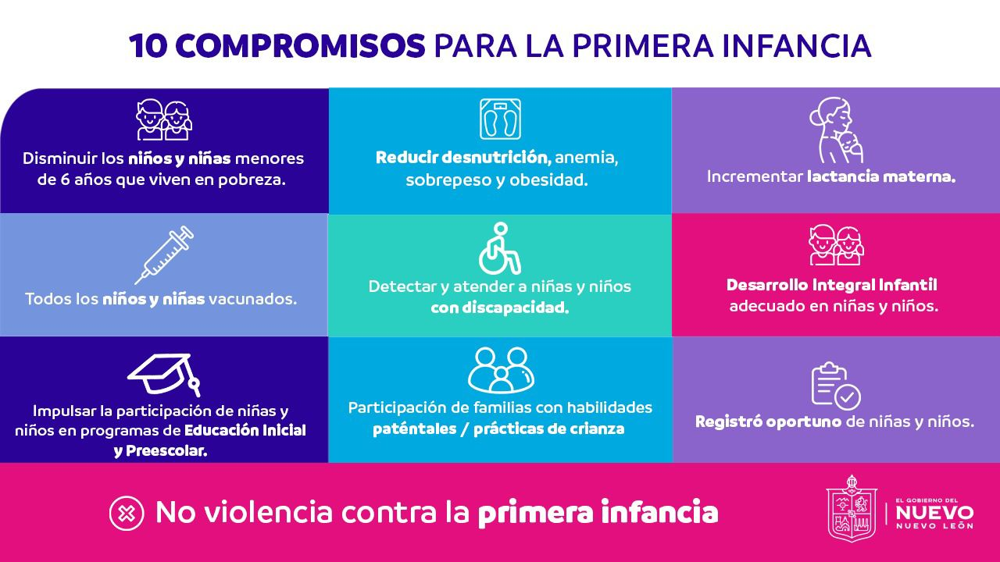 10 COMPROMISOS PARA LA PRIMERA INFANCIA
Disminuir los niños y niñas menores
de 6 años que viven en pobreza.
Reducir desnutrición, anemia,
sobrepeso y obesidad.
Incrementar lactancia materna.
Todos los niños y niñas vacunados.
Detectar y atender a niñas y niños
con discapacidad.
Desarrollo Integral Infantil
adecuado en niñas y niños.
Impulsar la participación de niñas y
niños en programas de Educación Inicial
y Preescolar.
Participación de familias con habilidades
paténtales / prácticas de crianza
Registró oportuno de niñas y niños.
No violencia contra la primera infancia
EL GOBIERNO DEL
NUEVO
NUEVO LEÓN